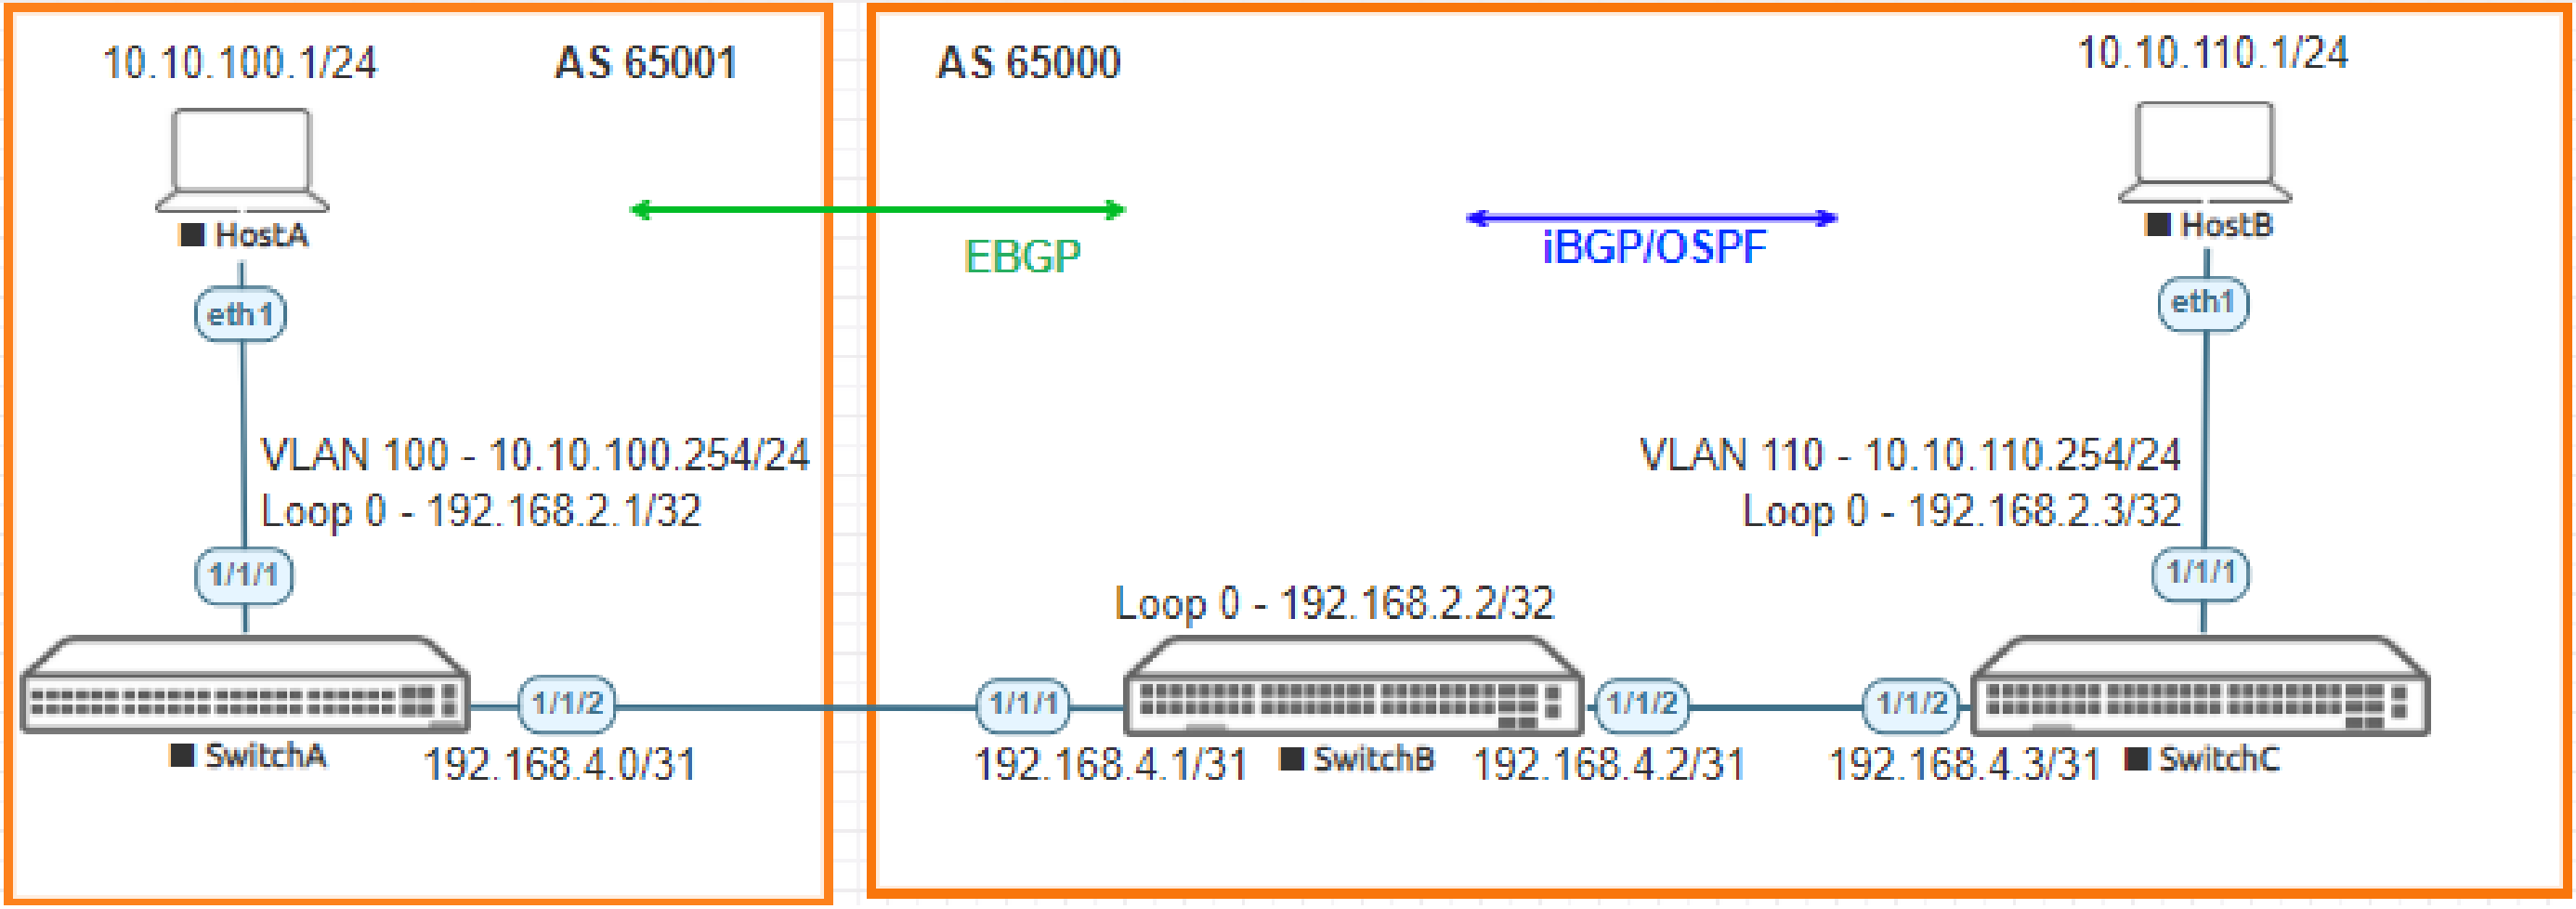 10.10.100.1/24
AS 65001
AS 65000
10.10.110.1/24
HostA
HostB
EBGP
iBGP/OSPF
eth1
eth1
VLAN 100 - 10.10.100.254/24
Loop 0 - 192.168.2.1/32
VLAN 110 - 10.10.110.254/24
Loop 0 - 192.168.2.3/32
1/1/1
1/1/1
Loop 0 - 192.168.2.2/32
1/1/2
1/1/1
1/1/2
1/1/2
SwitchA
192.168.4.0/31
192.168.4.1/31
SwitchB
192.168.4.2/31
192.168.4.3/31
SwitchC